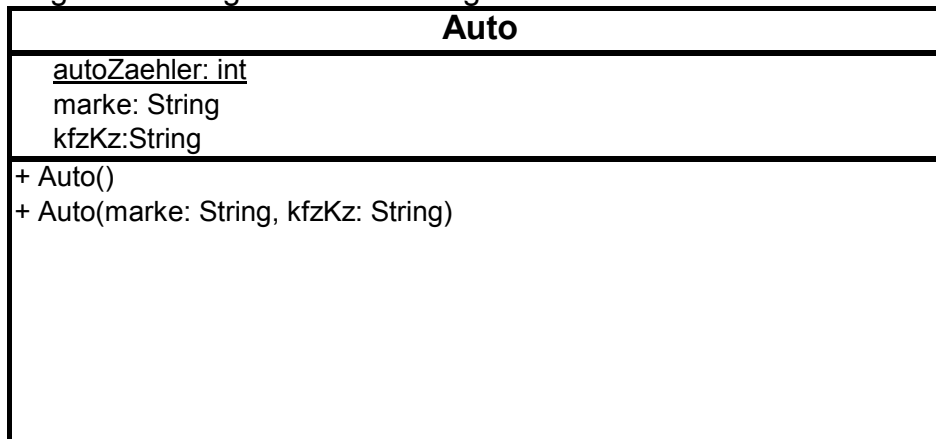 Auto
autoZaehler: int
marke: String
kfzKz:String
+ Auto()
+ Auto(marke: String, kfzKz: String)